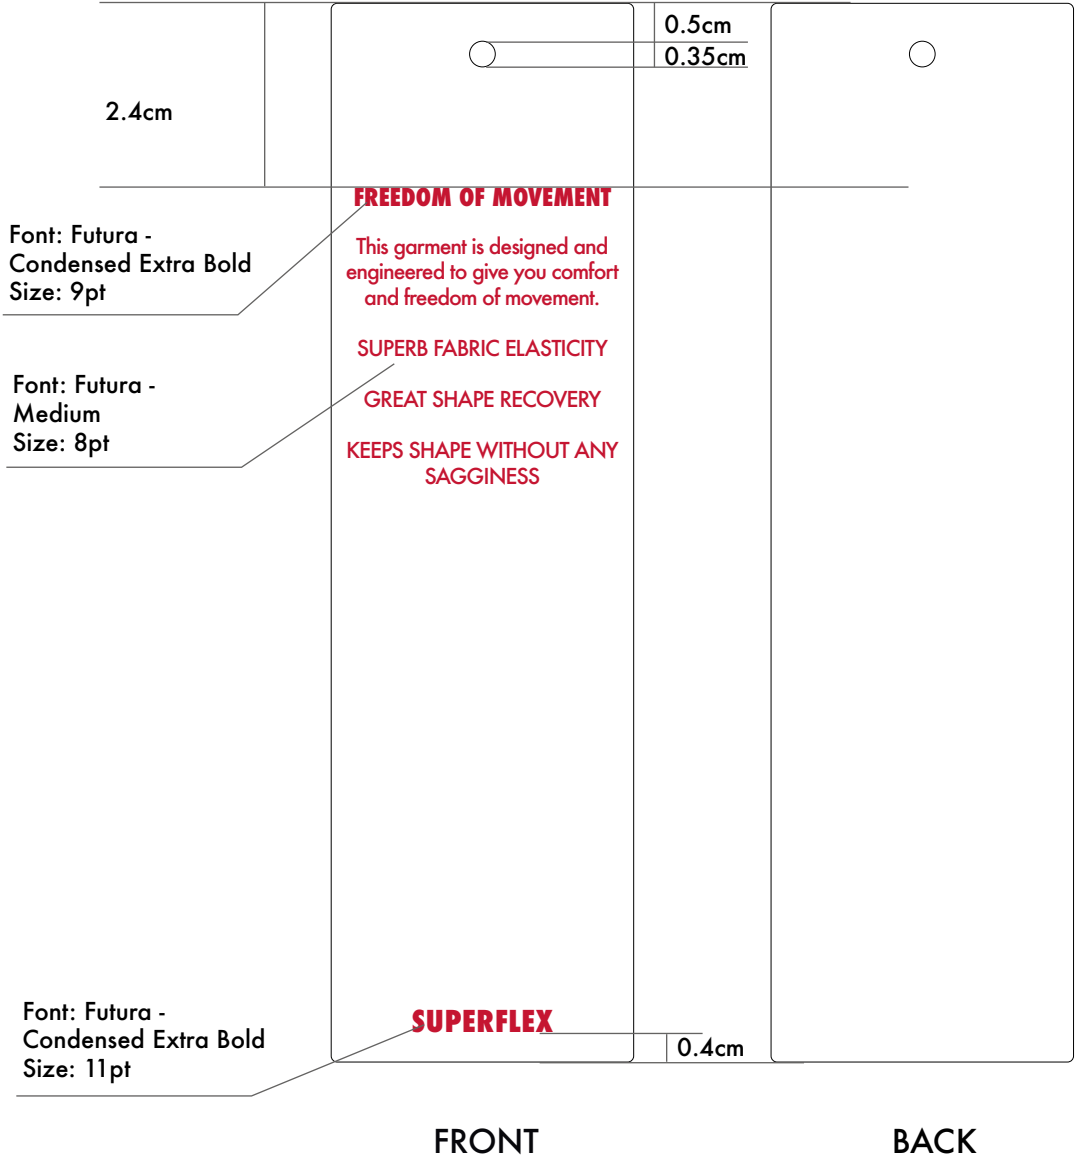 0.5cm
0.35cm
2.4cm
FREEDOM OF MOVEMENT
Font: Futura -
Condensed Extra Bold
Size: 9pt
This garment is designed and
engineered to give you comfort
and freedom of movement.
SUPERB FABRIC ELASTICITY
Font: Futura -
Medium
Size: 8pt
GREAT SHAPE RECOVERY
KEEPS SHAPE WITHOUT ANY
SAGGINESS
Font: Futura -
Condensed Extra Bold
Size: 11pt
SUPERFLEX
0.4cm
FRONT
BACK